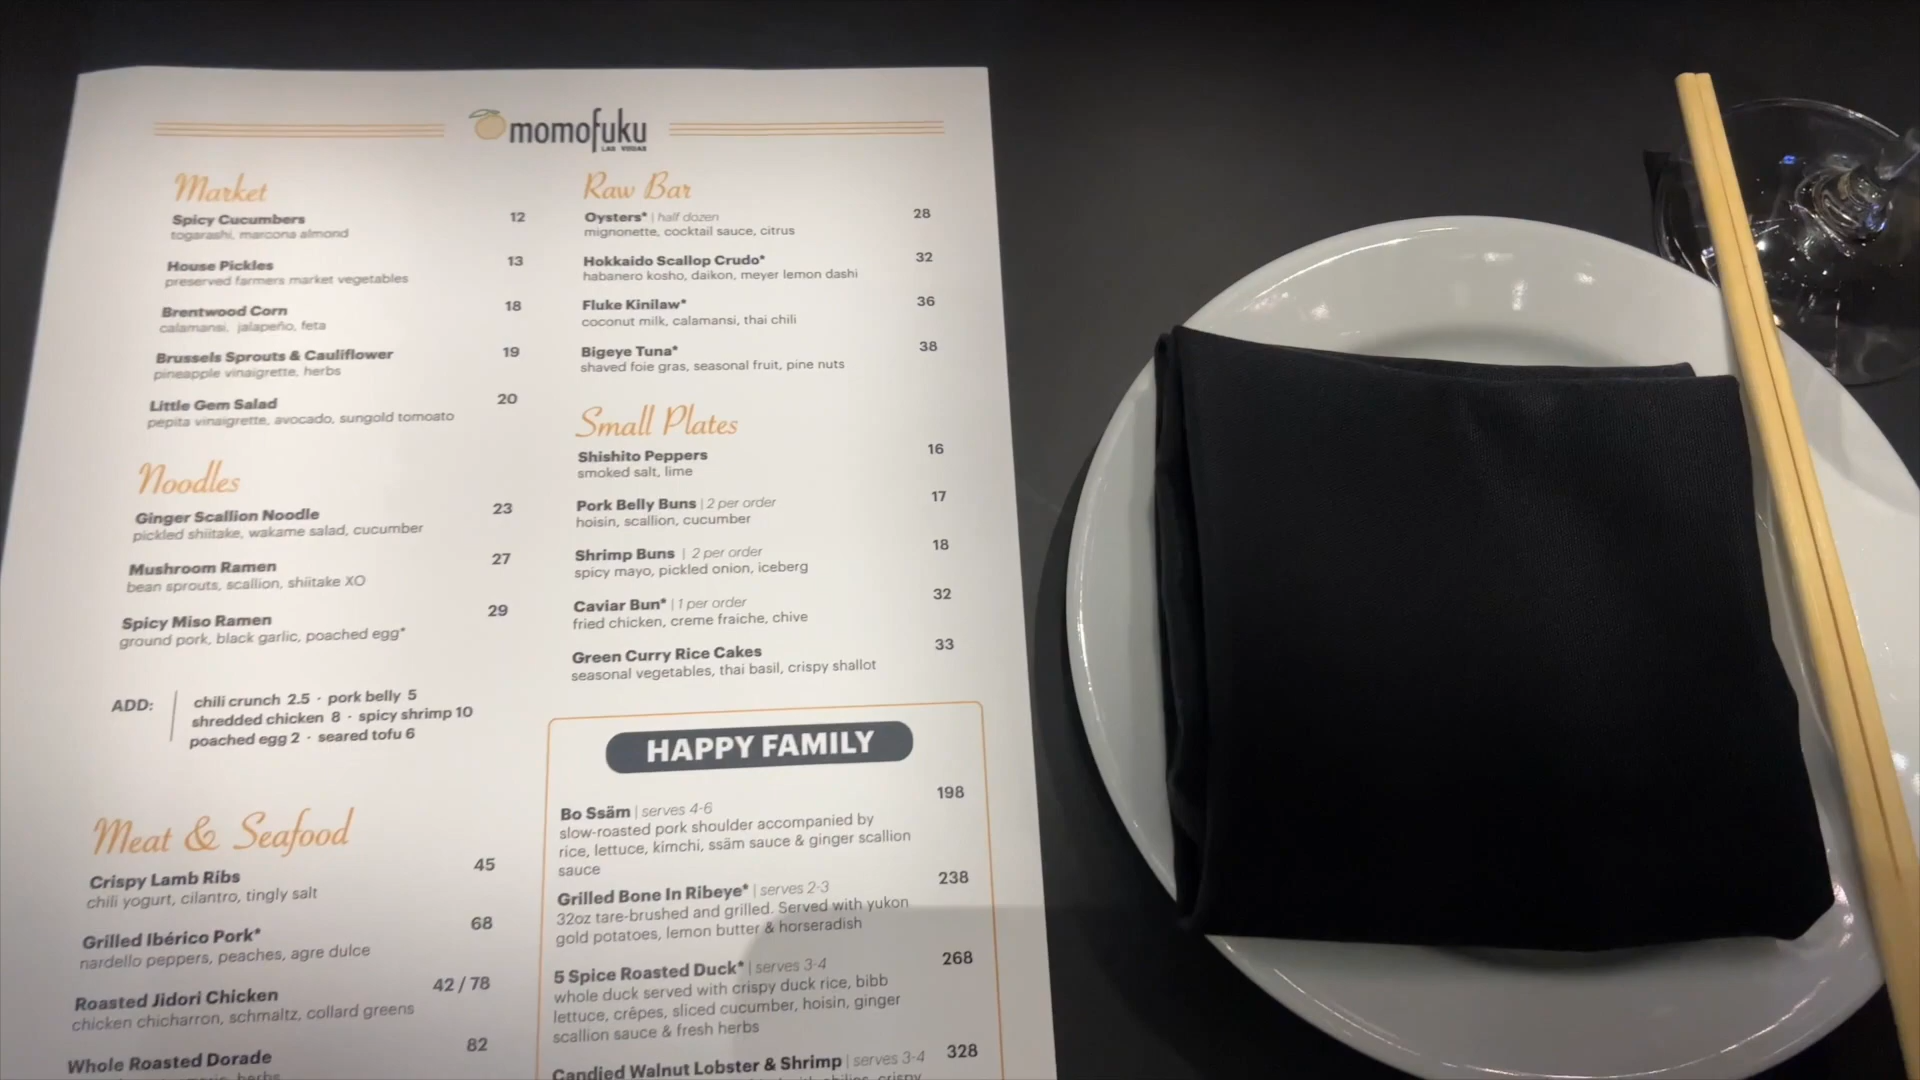 momofuku
LAS VEGAS
Market
Spicy Cucumbers 12
togarashi, marcona almond
House Pickles 13
preserved farmers market vegetables
Brentwood Corn 18
calamansi, jalapeño, feta
Brussels Sprouts & Cauliflower 19
pineapple vinaigrette, herbs
Little Gem Salad 20
pepita vinaigrette, avocado, sungold tomoato
Noodles
Ginger Scallion Noodle 23
pickled shiitake, wakame salad, cucumber
Mushroom Ramen 27
bean sprouts, scallion, shiitake XO
Spicy Miso Ramen 29
ground pork, black garlic, poached egg*
ADD:
chili crunch 2.5 · pork belly 5
shredded chicken 8 · spicy shrimp 10
poached egg 2 · seared tofu 6
Meat & Seafood
Crispy Lamb Ribs 45
chili yogurt, cilantro, tingly salt
Grilled Ibérico Pork* 68
nardello peppers, peaches, agre dulce
Roasted Jidori Chicken 42 / 78
chicken chicharron, schmaltz, collard greens
Whole Roasted Dorade 82
herbs
Raw Bar
Oysters* | half dozen 28
mignonette, cocktail sauce, citrus
Hokkaido Scallop Crudo* 32
habanero kosho, daikon, meyer lemon dashi
Fluke Kinilaw* 36
coconut milk, calamansi, thai chili
Bigeye Tuna* 38
shaved foie gras, seasonal fruit, pine nuts
Small Plates
Shishito Peppers 16
smoked salt, lime
Pork Belly Buns | 2 per order 17
hoisin, scallion, cucumber
Shrimp Buns | 2 per order 18
spicy mayo, pickled onion, iceberg
Caviar Bun* | 1 per order 32
fried chicken, creme fraiche, chive
Green Curry Rice Cakes 33
seasonal vegetables, thai basil, crispy shallot
HAPPY FAMILY
Bo Ssäm | serves 4-6 198
slow-roasted pork shoulder accompanied by
rice, lettuce, kimchi, ssäm sauce & ginger scallion
sauce
Grilled Bone In Ribeye* | serves 2-3 238
32oz tare-brushed and grilled. Served with yukon
gold potatoes, lemon butter & horseradish
5 Spice Roasted Duck* | serves 3-4 268
whole duck served with crispy duck rice, bibb
lettuce, crêpes, sliced cucumber, hoisin, ginger
scallion sauce & fresh herbs
Candied Walnut Lobster & Shrimp | serves 3-4 328
crispy